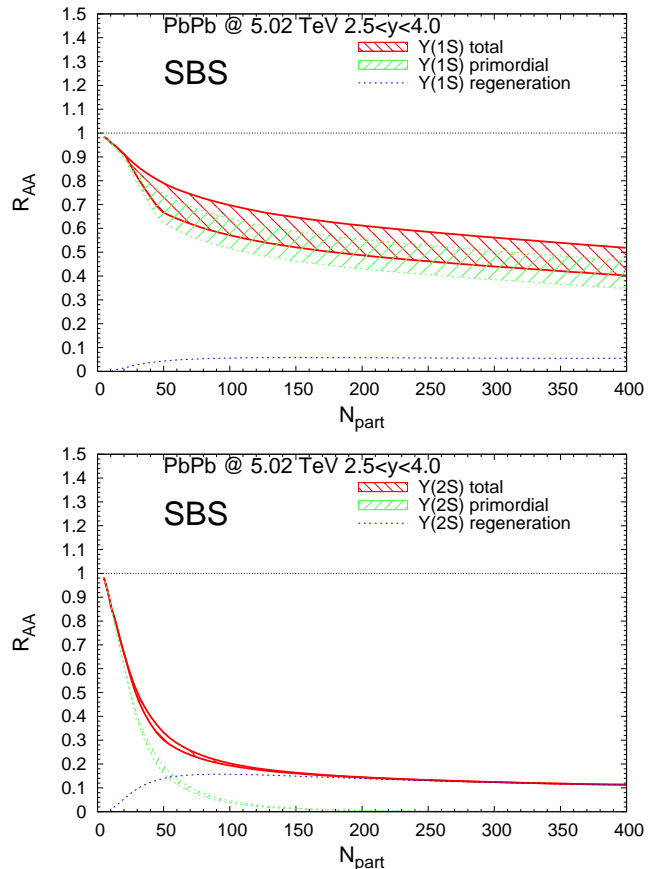 PbPb @ 5.02 TeV 2.5<y<4.0
SBS
Y(1S) total
Y(1S) primordial
Y(1S) regeneration
R_AA
1.5
1.4
1.3
1.2
1.1
1
0.9
0.8
0.7
0.6
0.5
0.4
0.3
0.2
0.1
0
0 50 100 150 200 250 300 350 400
N_part
PbPb @ 5.02 TeV 2.5<y<4.0
SBS
Y(2S) total
Y(2S) primordial
Y(2S) regeneration
R_AA
1.5
1.4
1.3
1.2
1.1
1
0.9
0.8
0.7
0.6
0.5
0.4
0.3
0.2
0.1
0
0 50 100 150 200 250 300 350 400
N_part